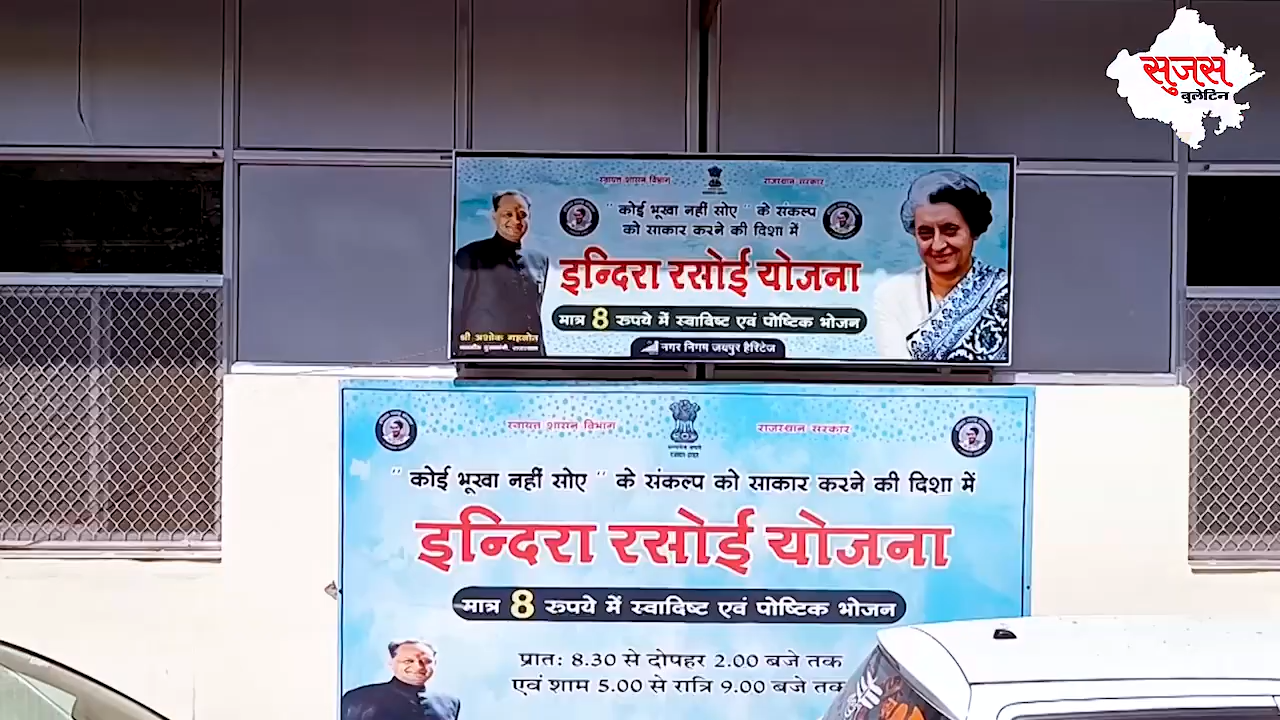 सुजस
बुलेटिन
स्वायत्त शासन विभाग
राजस्थान सरकार
" कोई भूखा नहीं सोए " के संकल्प
को साकार करने की दिशा में
इन्दिरा रसोई योजना
मात्र 8 रुपये में स्वादिष्ट एवं पोष्टिक भोजन
श्री अशोक गहलोत
नगर निगम जयपुर हैरिटेज
स्वायत्त शासन विभाग
राजस्थान सरकार
" कोई भूखा नहीं सोए " के संकल्प को साकार करने की दिशा में
इन्दिरा रसोई योजना
मात्र 8 रुपये में स्वादिष्ट एवं पोष्टिक भोजन
प्रातः 8.30 से दोपहर 2.00 बजे तक
एवं शाम 5.00 से रात्रि 9.00 बजे तक